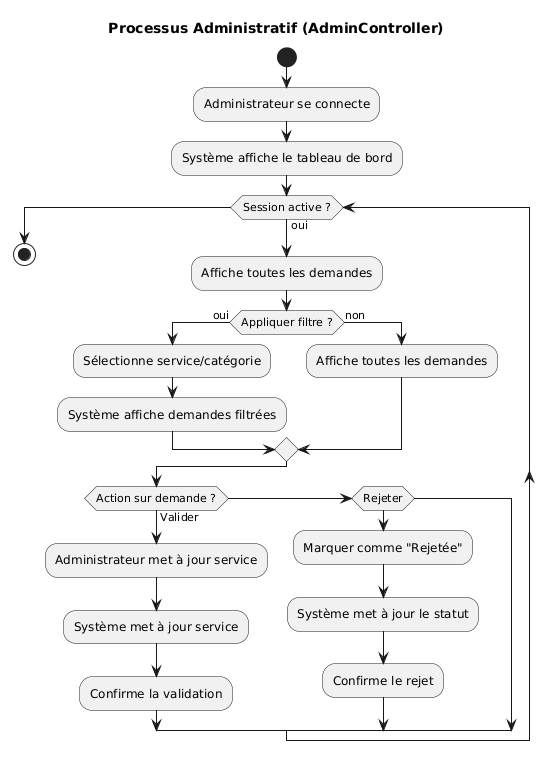 Processus Administratif (AdminController)
Administrateur se connecte
Système affiche le tableau de bord
Session active ?
oui
Affiche toutes les demandes
oui
Appliquer filtre ?
non
Sélectionne service/catégorie
Affiche toutes les demandes
Système affiche demandes filtrées
Action sur demande ?
Rejeter
Valider
Administrateur met à jour service
Marquer comme "Rejetée"
Système met à jour service
Système met à jour le statut
Confirme la validation
Confirme le rejet